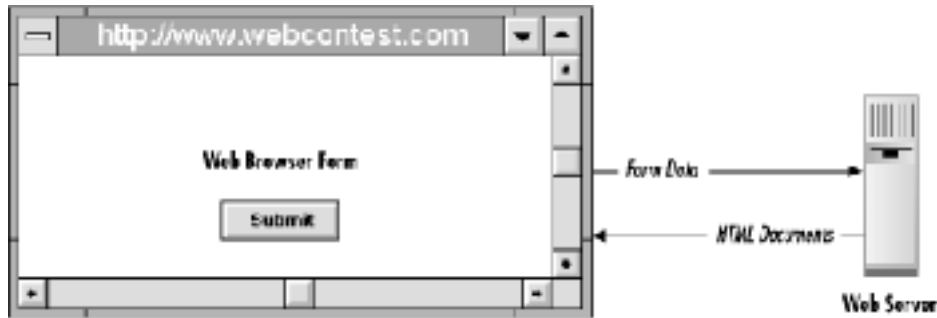 http://www.webcontest.com
Web Browser Form
Submit
Form Data
HTML Documents
Web Server